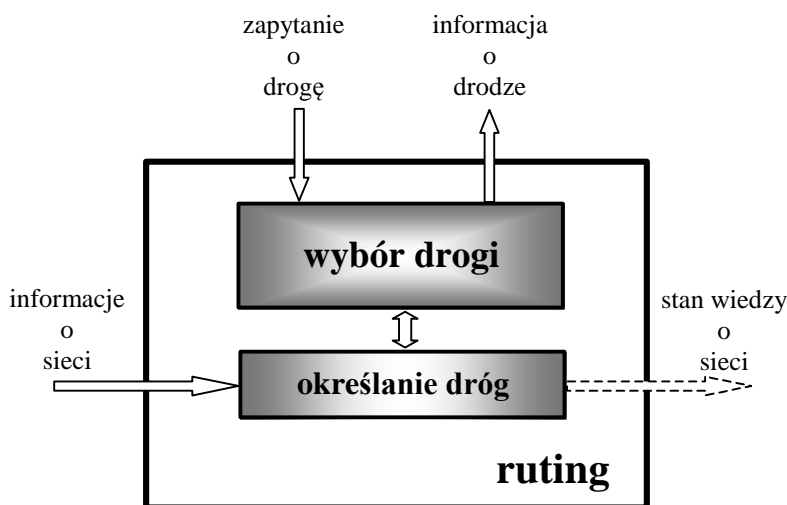 zapytanie
o
drogę
informacja
o
drodze
wybór drogi
informacje
o
sieci
stan wiedzy
o
sieci
określanie dróg
ruting